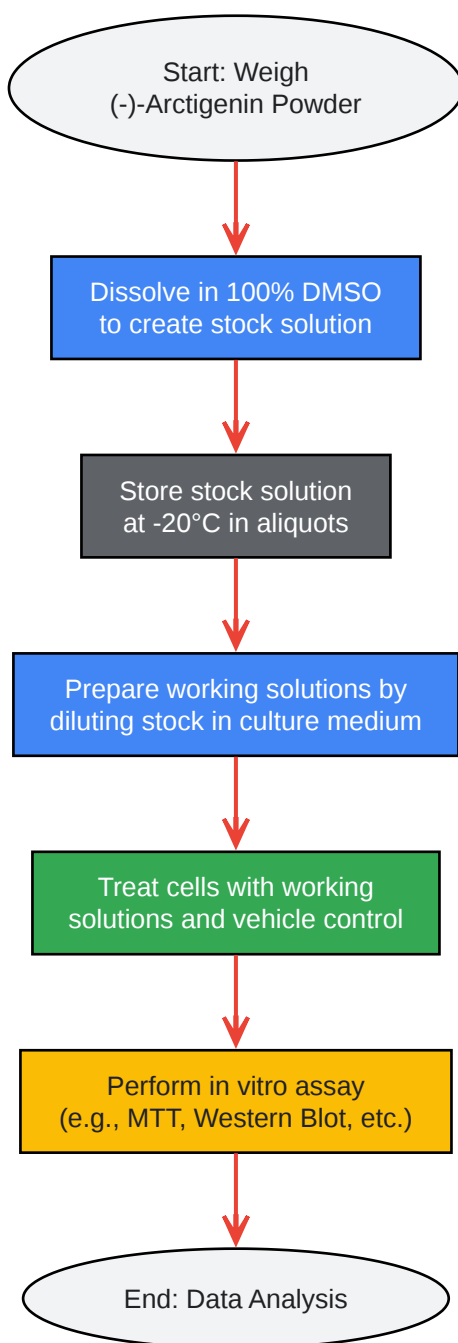 Start: Weigh
(-)-Arctigenin Powder
Dissolve in 100% DMSO
to create stock solution
Store stock solution
at -20°C in aliquots
Prepare working solutions by
diluting stock in culture medium
Treat cells with working
solutions and vehicle control
Perform in vitro assay
(e.g., MTT, Western Blot, etc.)
End: Data Analysis